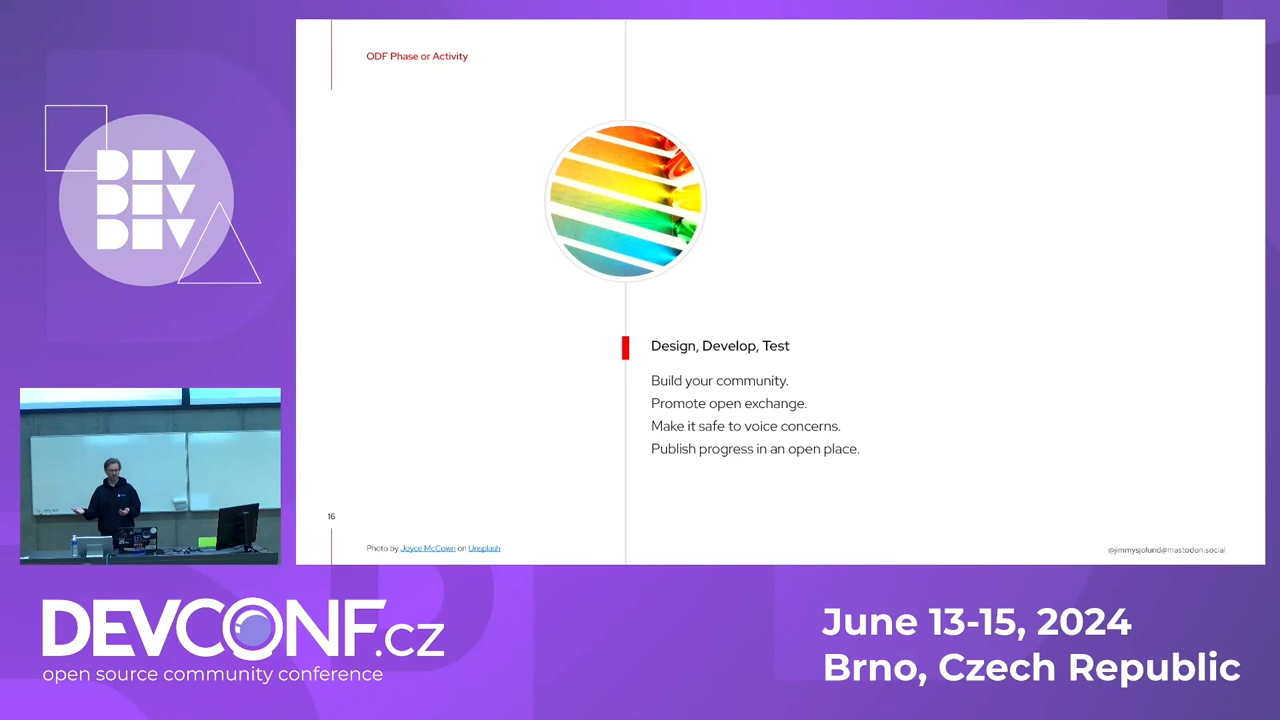 ODF Phase or Activity
DEV
DEV
DEV
Design, Develop, Test
Build your community.
Promote open exchange.
Make it safe to voice concerns.
Publish progress in an open place.
16
Photo by Joyce McCown on Unsplash
@jimmysjolund@mastodon.social
DEVCONF.cz
open source community conference
June 13-15, 2024
Brno, Czech Republic